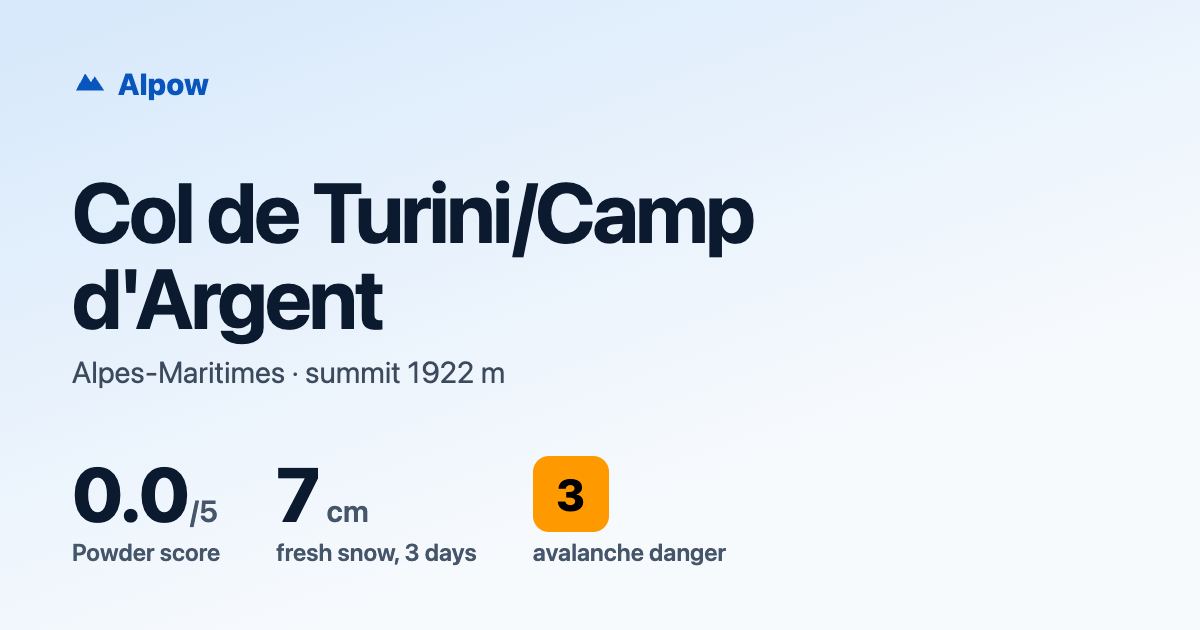 Alpow
Col de Turini/Camp
d'Argent
Alpes-Maritimes · summit 1922 m
0.0/5
Powder score
7 cm
fresh snow, 3 days
3
avalanche danger